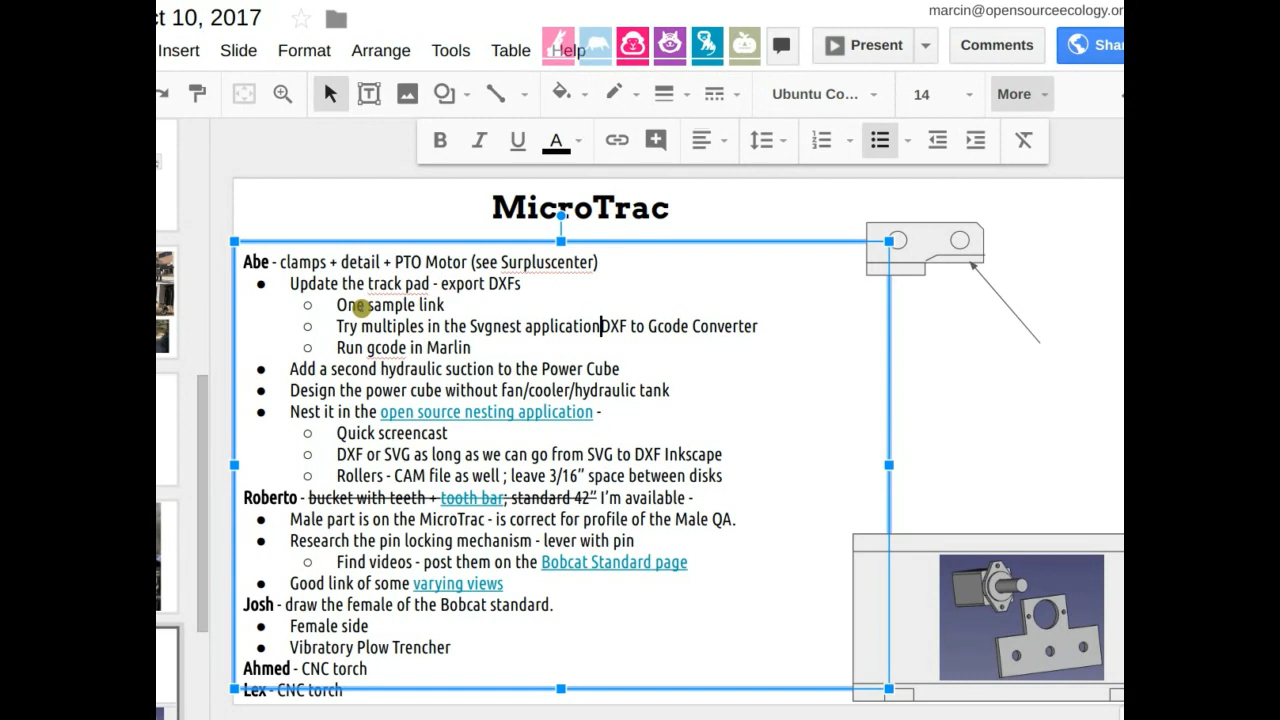 ct 10, 2017
marcin@opensourceecology.or
nsert Slide Format Arrange Tools Table Help
Present
Comments
Shar
Ubuntu Co...
14
More
B I U A
MicroTrac
Abe - clamps + detail + PTO Motor (see Surpluscenter)
● Update the track pad - export DXFs
○ One sample link
○ Try multiples in the Svgnest applicationDXF to Gcode Converter
○ Run gcode in Marlin
● Add a second hydraulic suction to the Power Cube
● Design the power cube without fan/cooler/hydraulic tank
● Nest it in the open source nesting application -
○ Quick screencast
○ DXF or SVG as long as we can go from SVG to DXF Inkscape
○ Rollers - CAM file as well ; leave 3/16” space between disks
Roberto - bucket with teeth + tooth bar; standard 42” I’m available -
● Male part is on the MicroTrac - is correct for profile of the Male QA.
● Research the pin locking mechanism - lever with pin
○ Find videos - post them on the Bobcat Standard page
● Good link of some varying views
Josh - draw the female of the Bobcat standard.
● Female side
● Vibratory Plow Trencher
Ahmed - CNC torch
Lex - CNC torch